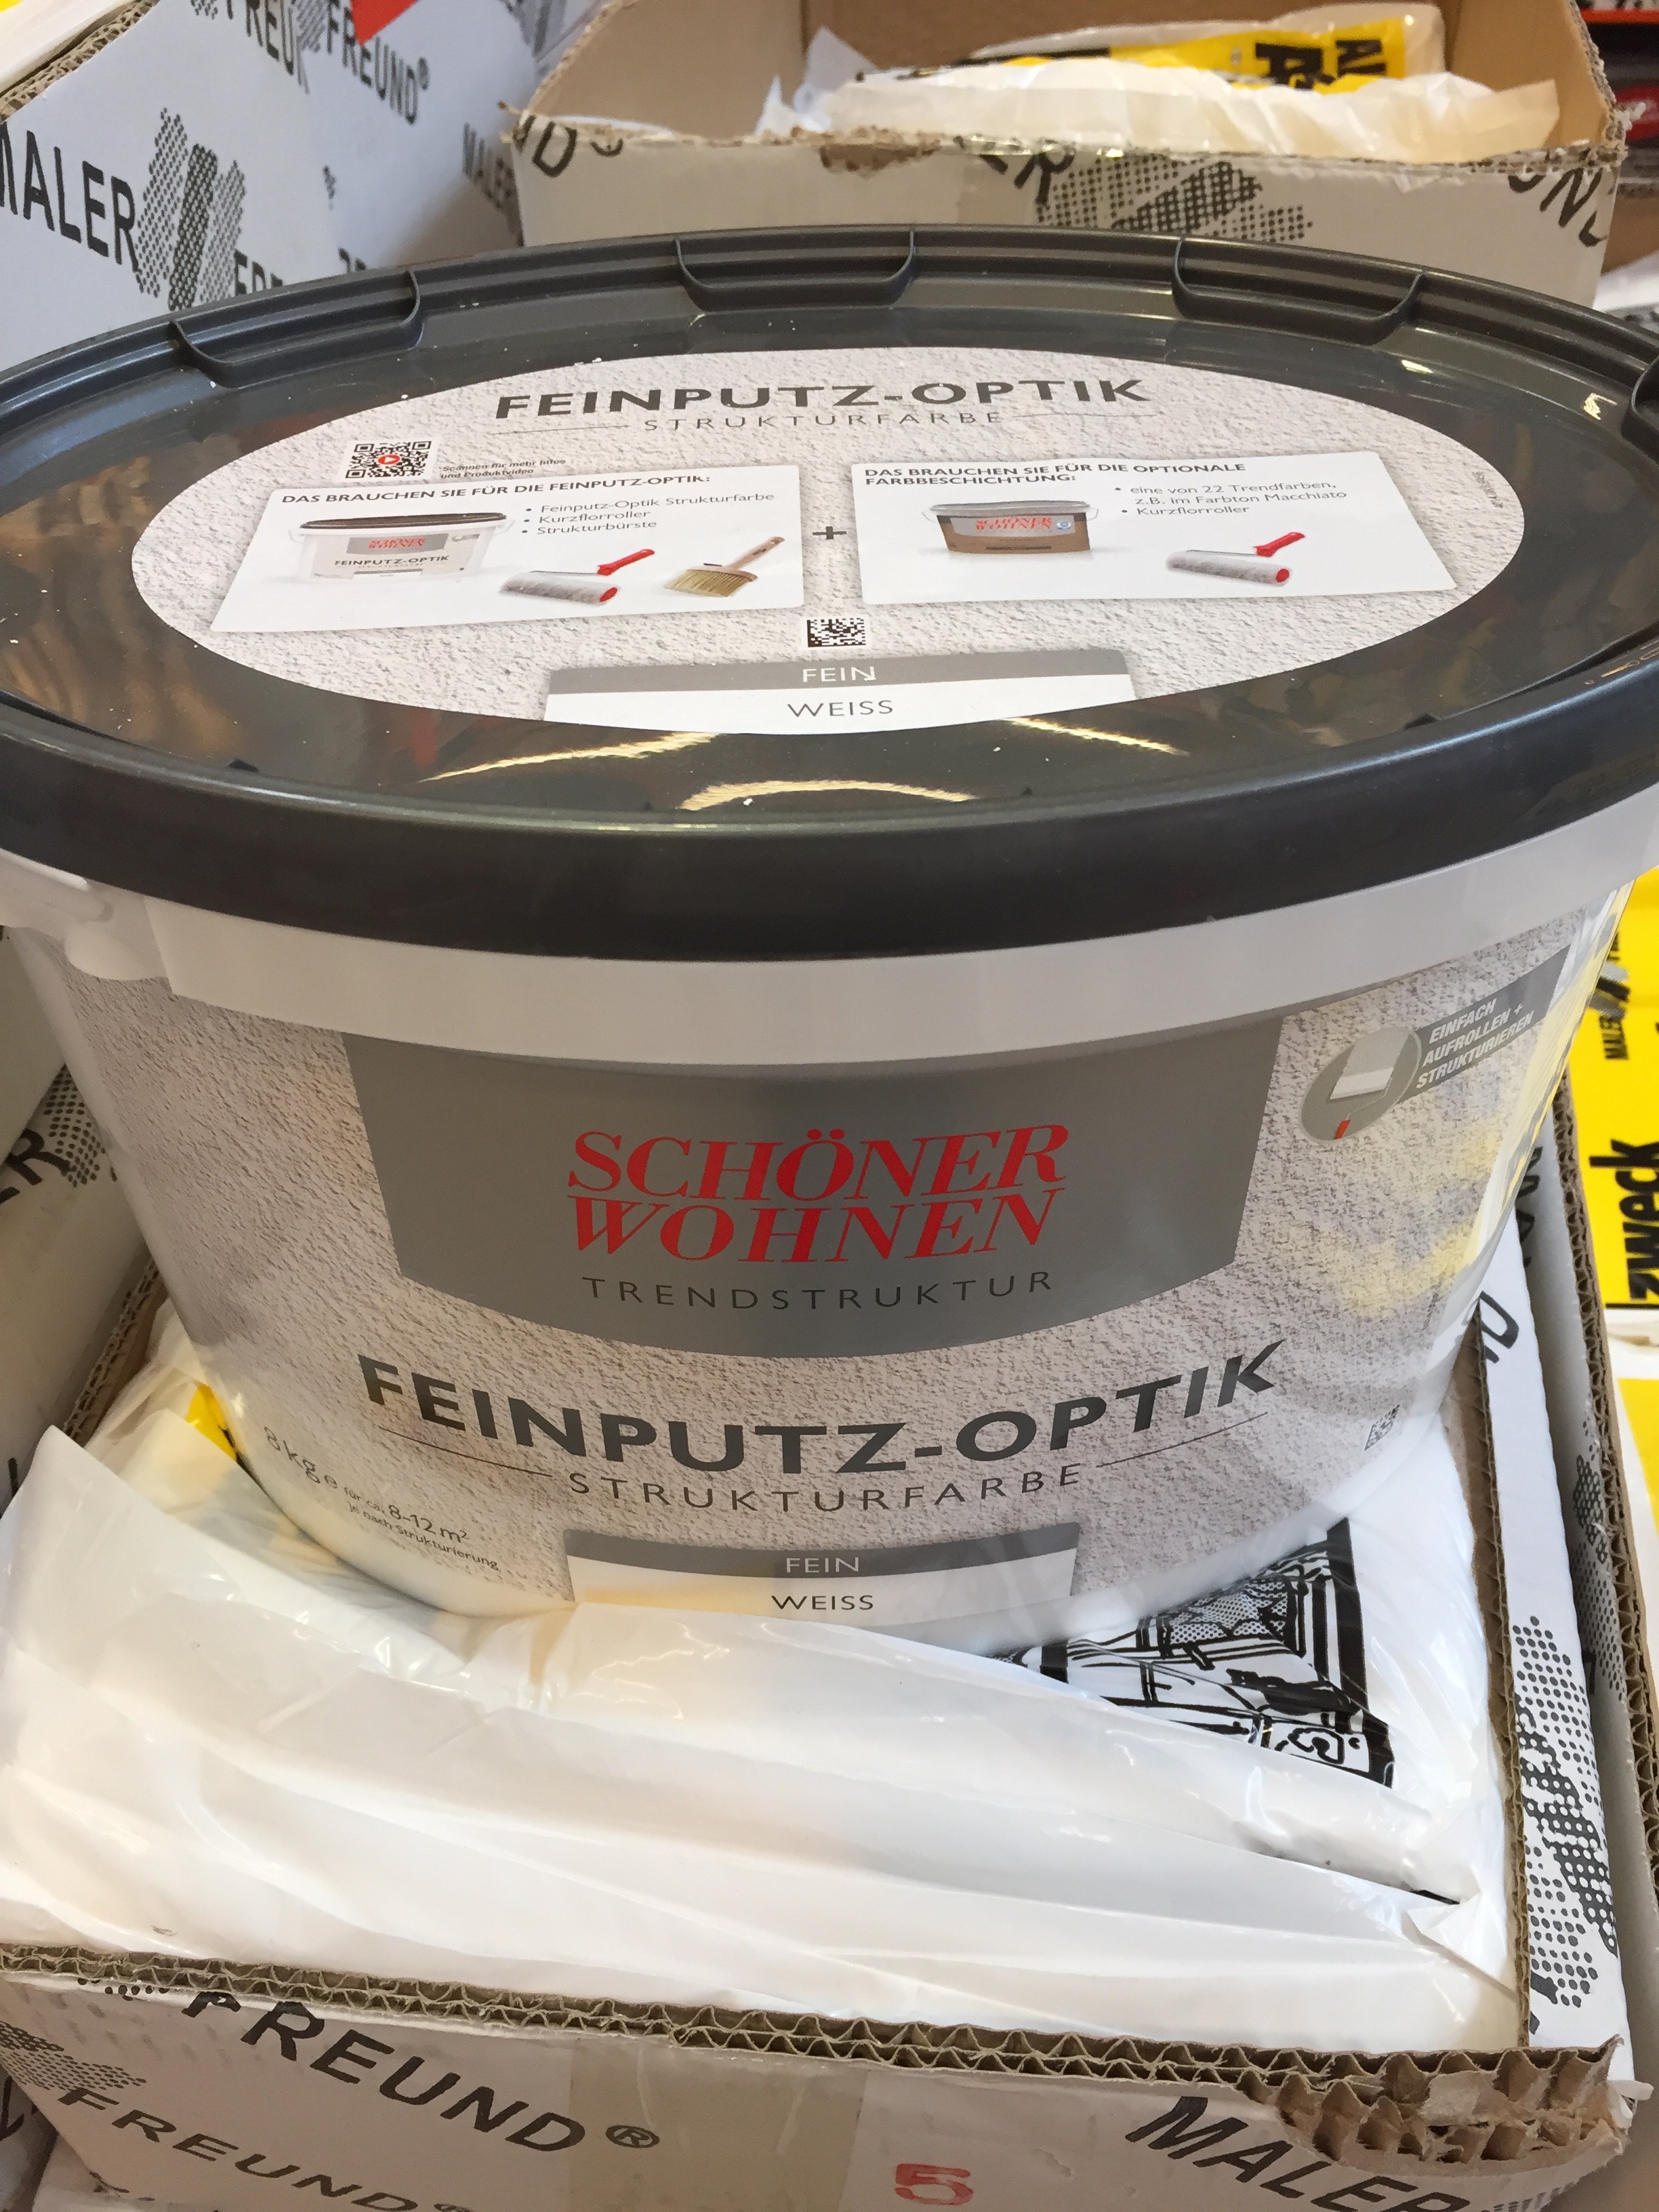 FREUND
FREUND®
MALER
FEINPUTZ-OPTIK
STRUKTURFARBE
Scannen für mehr Infos
und Produktvideo
DAS BRAUCHEN SIE FÜR DIE FEINPUTZ-OPTIK:
• Feinputz-Optik Strukturfarbe
• Kurzflorroller
• Strukturbürste
SCHÖNER
WOHNEN
FEINPUTZ-OPTIK
+
DAS BRAUCHEN SIE FÜR DIE OPTIONALE
FARBBESCHICHTUNG:
• eine von 22 Trendfarben,
z.B. im Farbton Macchiato
• Kurzflorroller
SCHÖNER
WOHNEN
FEIN
WEISS
EINFACH
AUFROLLEN +
STRUKTURIEREN
SCHÖNER
WOHNEN
TRENDSTRUKTUR
FEINPUTZ-OPTIK
STRUKTURFARBE
8 kg e für ca. 8-12 m²
je nach Strukturierung
FEIN
WEISS
MALER
zweck
FREUND®
FREUND®
MALER
5